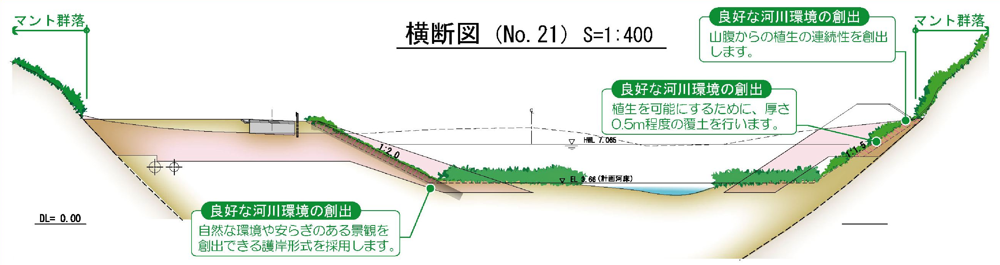 マント群落
横断図 (No.21) S=1:400
良好な河川環境の創出
山腹からの植生の連続性を創出
します。
マント群落
良好な河川環境の創出
植生を可能にするために、厚さ
0.5m程度の覆土を行います。
℄
HWL 7.065
1:2.0
1:1.5
EL 3.66(計画河床)
DL= 0.00
良好な河川環境の創出
自然な環境や安らぎのある景観を
創出できる護岸形式を採用します。